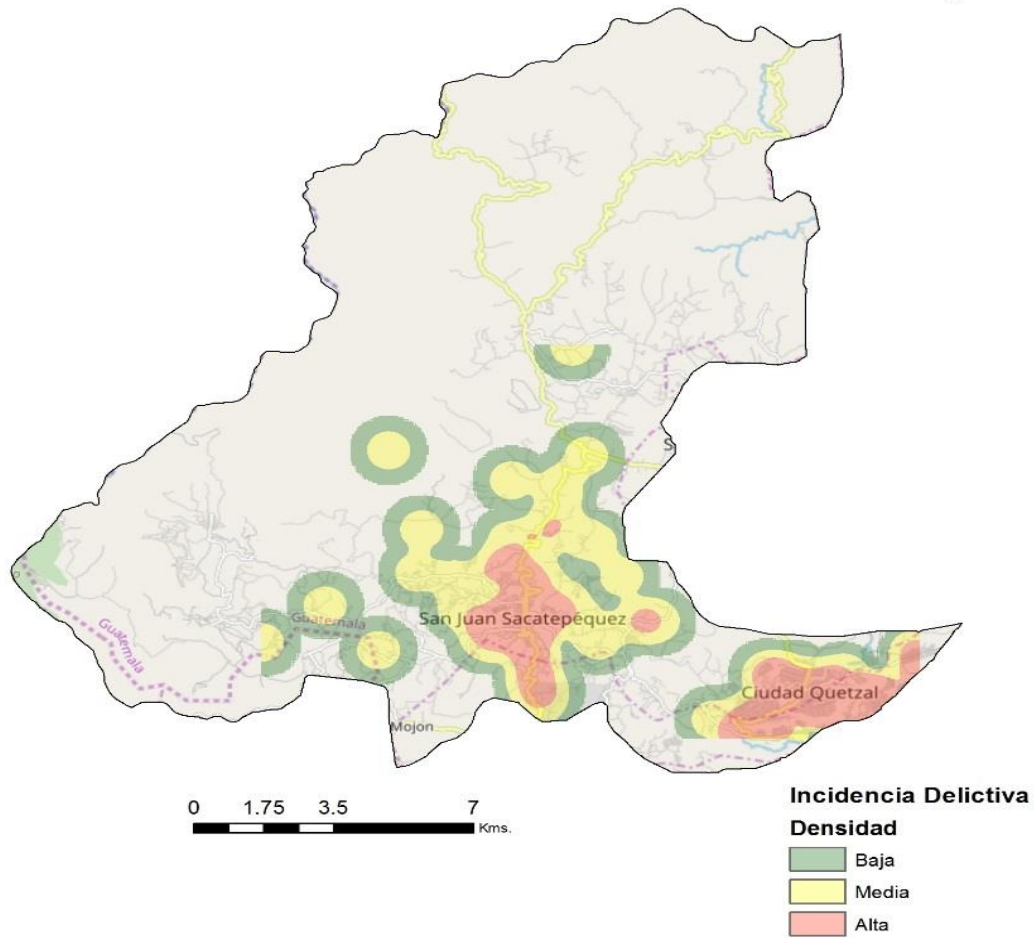 S
Guatemala
Guatemala
San Juan Sacatepéquez
Ciudad Quetzal
Mojon
0 1.75 3.5 7
Kms.
Incidencia Delictiva
Densidad
Baja
Media
Alta